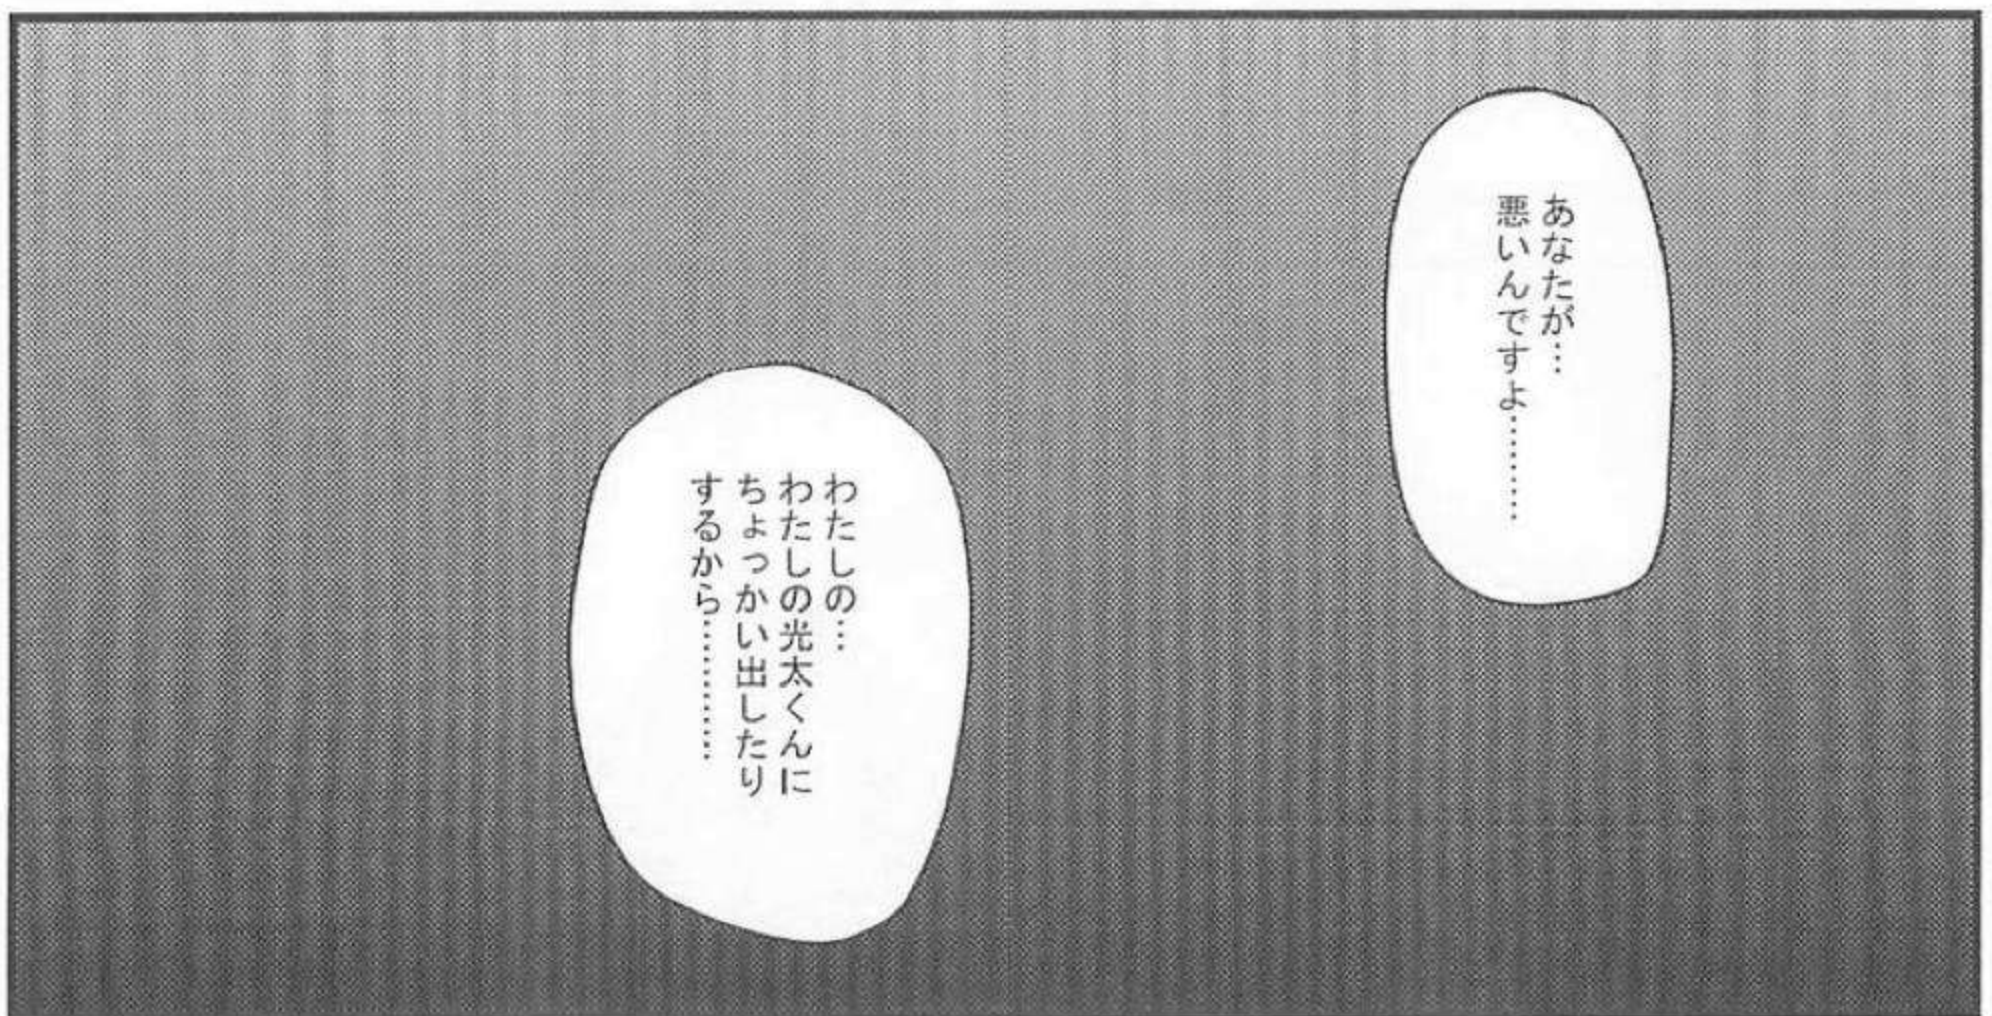 あなたが…
悪いんですよ………
わたしの…
わたしの光太くんに
ちょっかい出したり
するから…………